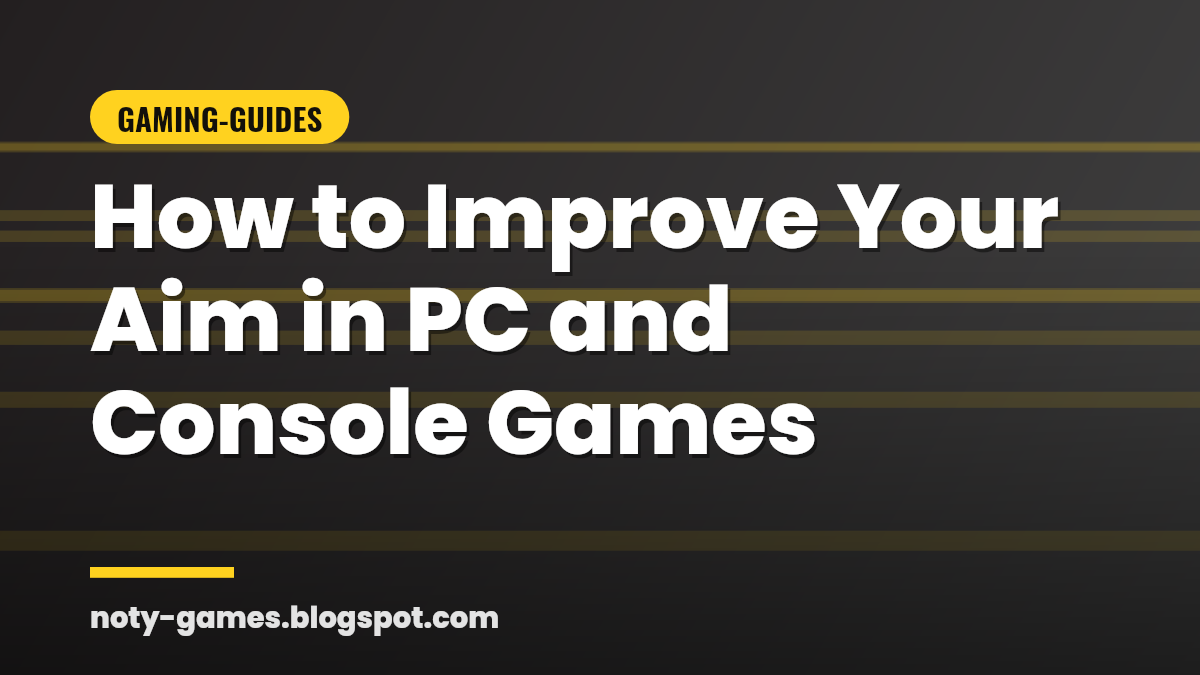 GAMING-GUIDES
How to Improve Your
Aim in PC and
Console Games
noty-games.blogspot.com